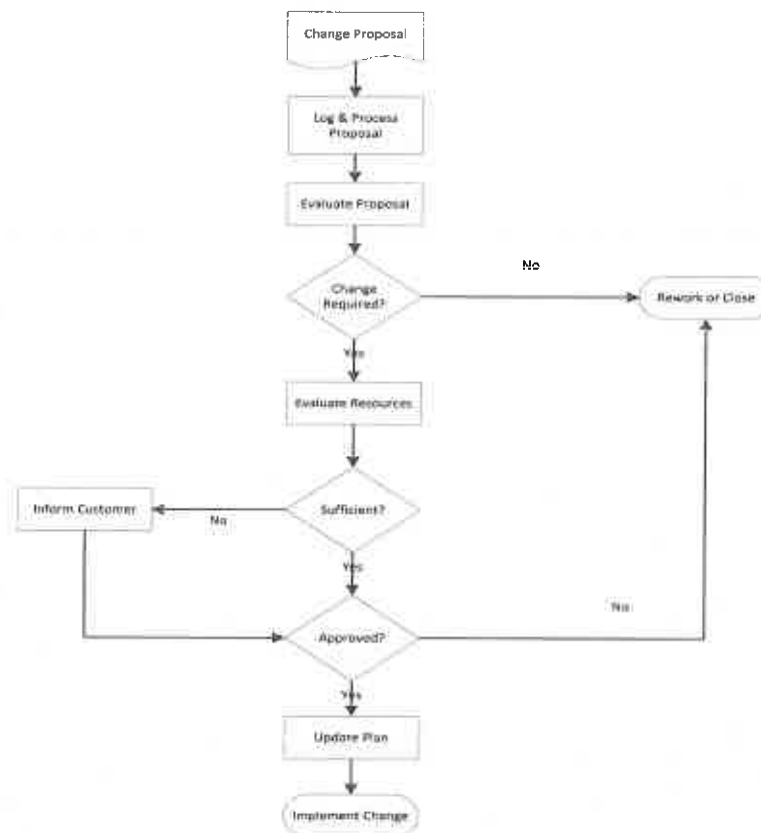 Change Proposal
Log & Process
Proposal
Evaluate Proposal
Change
Required?
No
Rework or Close
Yes
Evaluate Resources
Inform Customer
No
Sufficient?
Yes
Approved?
No
Yes
Update Plan
Implement Change